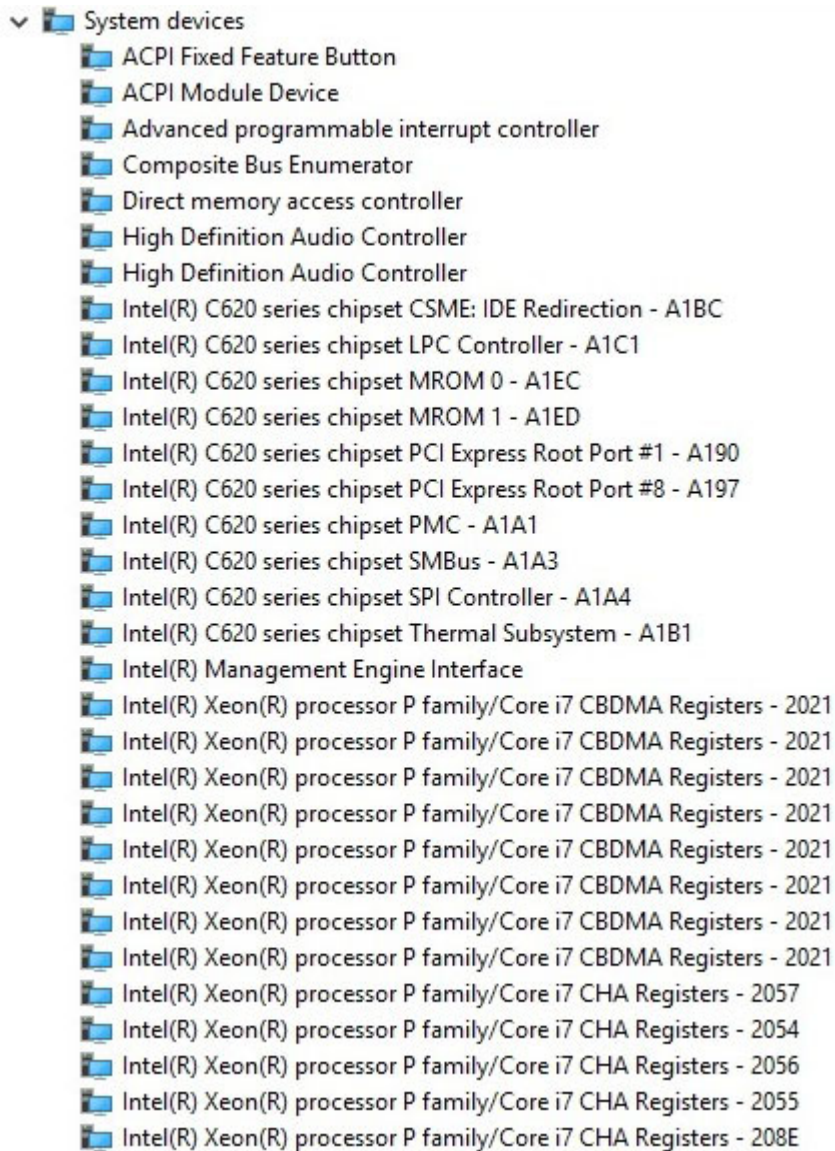 System devices
ACPI Fixed Feature Button
ACPI Module Device
Advanced programmable interrupt controller
Composite Bus Enumerator
Direct memory access controller
High Definition Audio Controller
High Definition Audio Controller
Intel(R) C620 series chipset CSME: IDE Redirection - A1BC
Intel(R) C620 series chipset LPC Controller - A1C1
Intel(R) C620 series chipset MROM 0 - A1EC
Intel(R) C620 series chipset MROM 1 - A1ED
Intel(R) C620 series chipset PCI Express Root Port #1 - A190
Intel(R) C620 series chipset PCI Express Root Port #8 - A197
Intel(R) C620 series chipset PMC - A1A1
Intel(R) C620 series chipset SMBus - A1A3
Intel(R) C620 series chipset SPI Controller - A1A4
Intel(R) C620 series chipset Thermal Subsystem - A1B1
Intel(R) Management Engine Interface
Intel(R) Xeon(R) processor P family/Core i7 CBDMA Registers - 2021
Intel(R) Xeon(R) processor P family/Core i7 CBDMA Registers - 2021
Intel(R) Xeon(R) processor P family/Core i7 CBDMA Registers - 2021
Intel(R) Xeon(R) processor P family/Core i7 CBDMA Registers - 2021
Intel(R) Xeon(R) processor P family/Core i7 CBDMA Registers - 2021
Intel(R) Xeon(R) processor P family/Core i7 CBDMA Registers - 2021
Intel(R) Xeon(R) processor P family/Core i7 CBDMA Registers - 2021
Intel(R) Xeon(R) processor P family/Core i7 CBDMA Registers - 2021
Intel(R) Xeon(R) processor P family/Core i7 CHA Registers - 2057
Intel(R) Xeon(R) processor P family/Core i7 CHA Registers - 2054
Intel(R) Xeon(R) processor P family/Core i7 CHA Registers - 2056
Intel(R) Xeon(R) processor P family/Core i7 CHA Registers - 2055
Intel(R) Xeon(R) processor P family/Core i7 CHA Registers - 208E